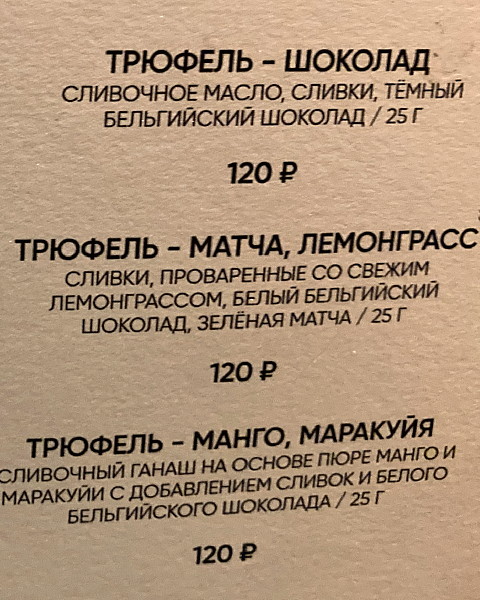 ТРЮФЕЛЬ – ШОКОЛАД
СЛИВОЧНОЕ МАСЛО, СЛИВКИ, ТЁМНЫЙ
БЕЛЬГИЙСКИЙ ШОКОЛАД / 25 Г
120 ₽
ТРЮФЕЛЬ – МАТЧА, ЛЕМОНГРАСС
СЛИВКИ, ПРОВАРЕННЫЕ СО СВЕЖИМ
ЛЕМОНГРАССОМ, БЕЛЫЙ БЕЛЬГИЙСКИЙ
ШОКОЛАД, ЗЕЛЁНАЯ МАТЧА / 25 Г
120 ₽
ТРЮФЕЛЬ – МАНГО, МАРАКУЙЯ
СЛИВОЧНЫЙ ГАНАШ НА ОСНОВЕ ПЮРЕ МАНГО И
МАРАКУЙИ С ДОБАВЛЕНИЕМ СЛИВОК И БЕЛОГО
БЕЛЬГИЙСКОГО ШОКОЛАДА / 25 Г
120 ₽